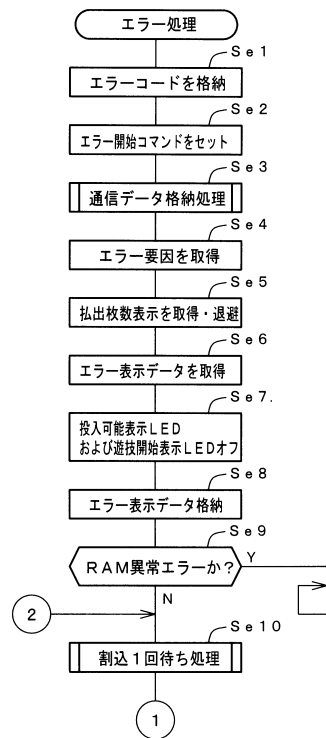 エラー処理
Se1
エラーコードを格納
Se2
エラー開始コマンドをセット
Se3
通信データ格納処理
Se4
エラー要因を取得
Se5
払出枚数表示を取得・退避
Se6
エラー表示データを取得
Se7.
投入可能表示LED
および遊技開始表示LEDオフ
Se8
エラー表示データ格納
Se9
RAM異常エラーか?
Y
N
2
Se10
割込1回待ち処理
1